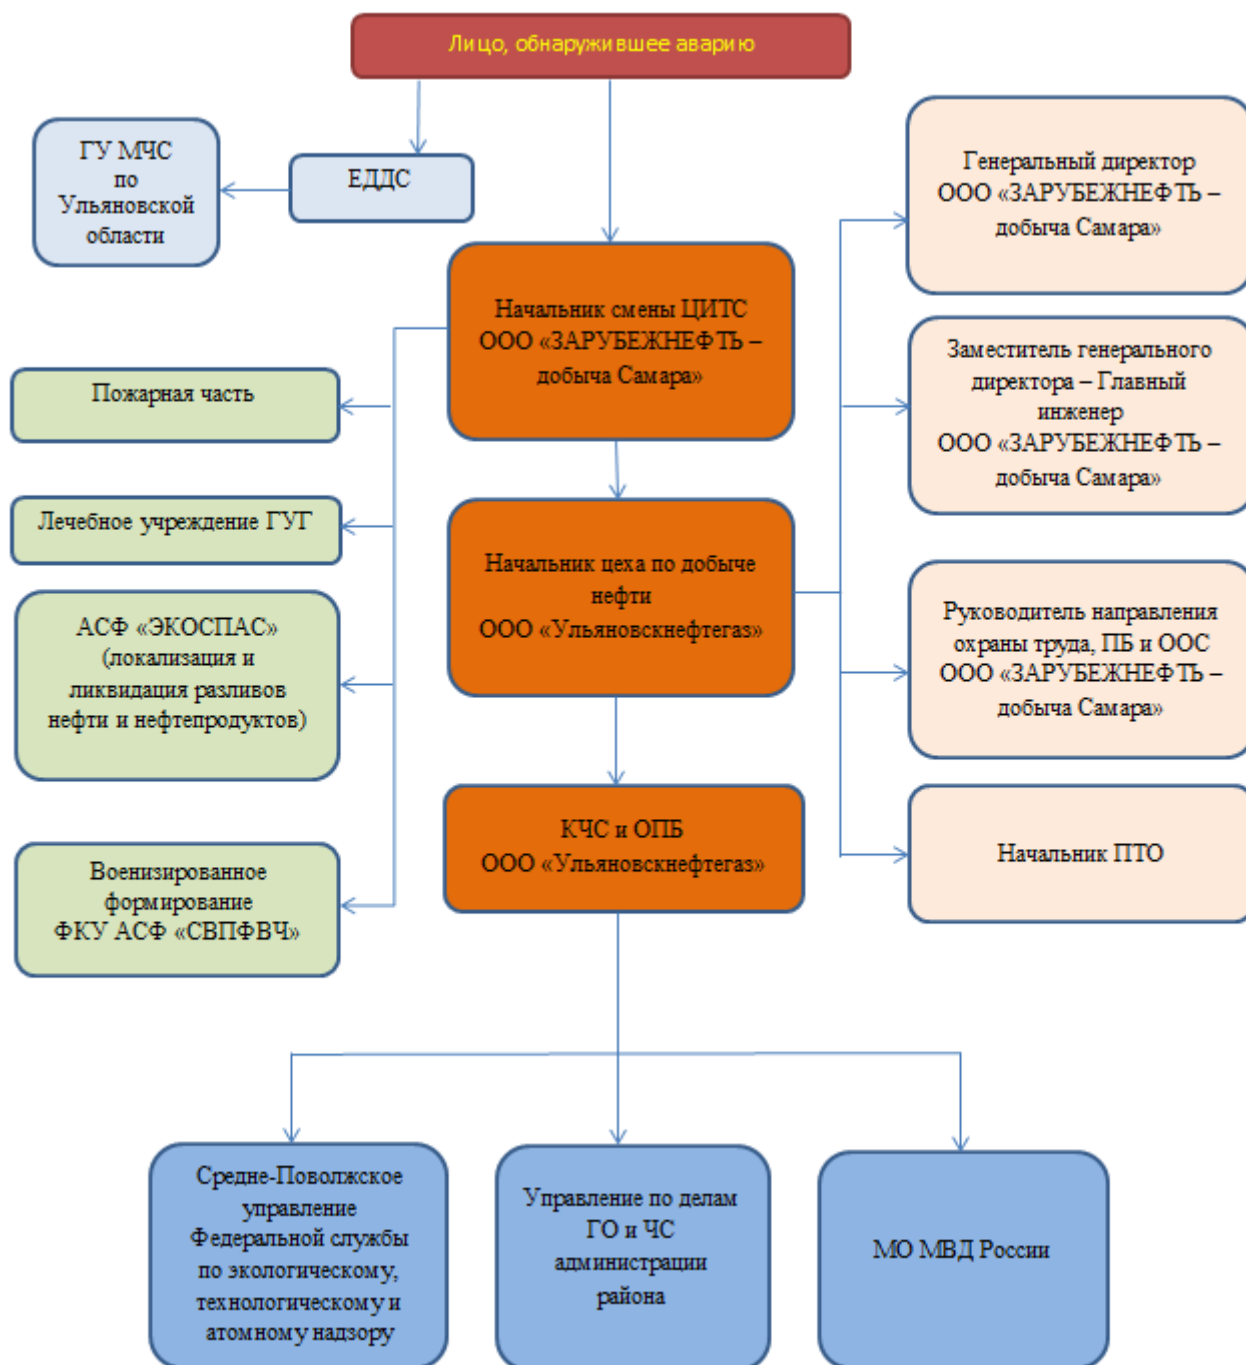 Лицо, обнаружившее аварию
ГУ МЧС
по
Ульяновской
области
ЕДДС
Генеральный директор
ООО «ЗАРУБЕЖНЕФТЬ –
добыча Самара»
Начальник смены ЦИТС
ООО «ЗАРУБЕЖНЕФТЬ –
добыча Самара»
Заместитель генерального
директора – Главный
инженер
ООО «ЗАРУБЕЖНЕФТЬ –
добыча Самара»
Пожарная часть
Лечебное учреждение ГУГ
Начальник цеха по добыче
нефти
ООО «Ульяновскнефтегаз»
АСФ «ЭКОСПАС»
(локализация и
ликвидация разливов
нефти и нефтепродуктов)
Руководитель направления
охраны труда, ПБ и ООС
ООО «ЗАРУБЕЖНЕФТЬ –
добыча Самара»
КЧС и ОПБ
ООО «Ульяновскнефтегаз»
Начальник ПТО
Военизированное
формирование
ФКУ АСФ «СВПФВЧ»
Средне-Поволжское
управление
Федеральной службы
по экологическому,
технологическому и
атомному надзору
Управление по делам
ГО и ЧС
администрации
района
МО МВД России